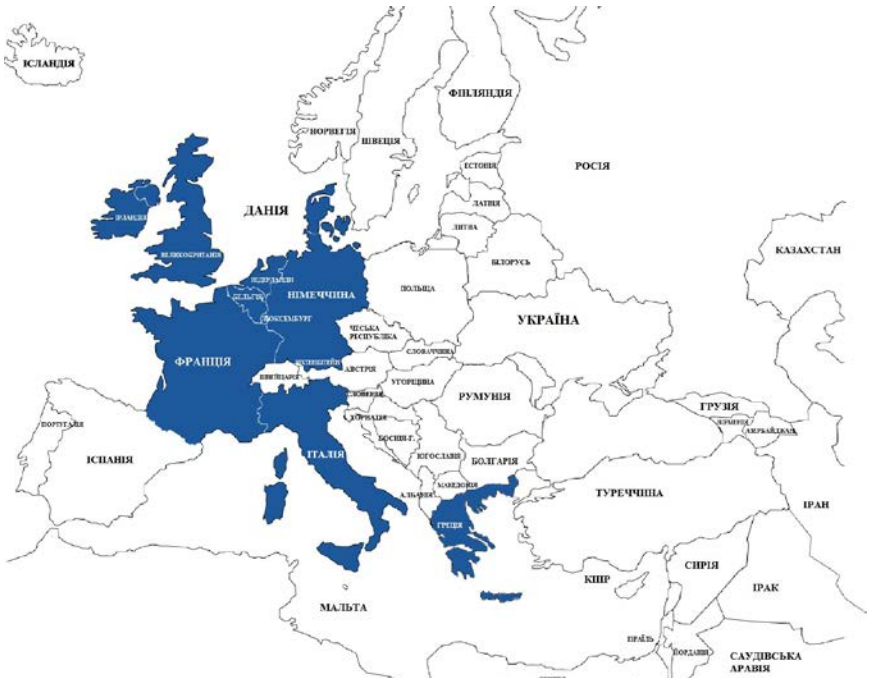 ІСЛАНДІЯ
ФІНЛЯНДІЯ
НОРВЕГІЯ
ШВЕЦІЯ
ЕСТОНІЯ
РОСІЯ
ЛАТВІЯ
ДАНІЯ
ІРЛАНДІЯ
ЛИТВА
КАЗАХСТАН
ВЕЛИКОБРИТАНІЯ
БІЛОРУСЬ
НІДЕРЛАНДИ
ПОЛЬЩА
БЕЛЬГІЯ
НІМЕЧЧИНА
ЛЮКСЕМБУРГ
УКРАЇНА
ЧЕСЬКА
РЕСПУБЛІКА
СЛОВАЧЧИНА
ФРАНЦІЯ
ЛІХТЕНШТЕЙН
АВСТРІЯ
ШВЕЙЦАРІЯ
УГОРЩИНА
СЛОВЕНІЯ
РУМУНІЯ
ГРУЗІЯ
ХОРВАТІЯ
ПОРТУГАЛІЯ
ВІРМЕНІЯ
АЗЕРБАЙДЖАН
БОСНІЯ-Г.
ІСПАНІЯ
ІТАЛІЯ
ЮГОСЛАВІЯ
БОЛГАРІЯ
МАКЕДОНІЯ
АЛБАНІЯ
ТУРЕЧЧИНА
ІРАН
ГРЕЦІЯ
СИРІЯ
КІПР
ІРАК
МАЛЬТА
ІЗРАЇЛЬ
ЙОРДАНІЯ
САУДІВСЬКА
АРАВІЯ